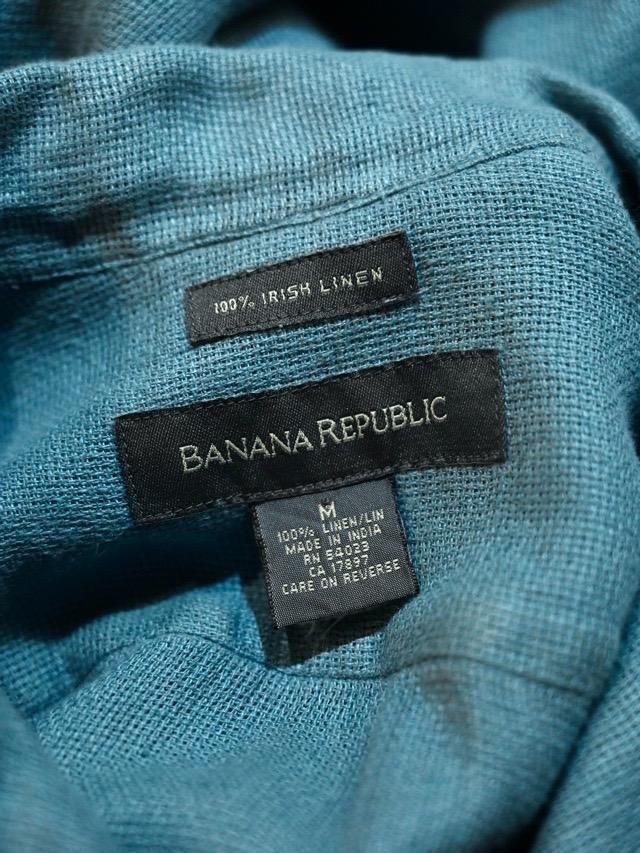 100% IRISH LINEN
BANANA REPUBLIC
M
100% LINEN/LIN
MADE IN INDIA
RN 54023
CA 17897
CARE ON REVERSE